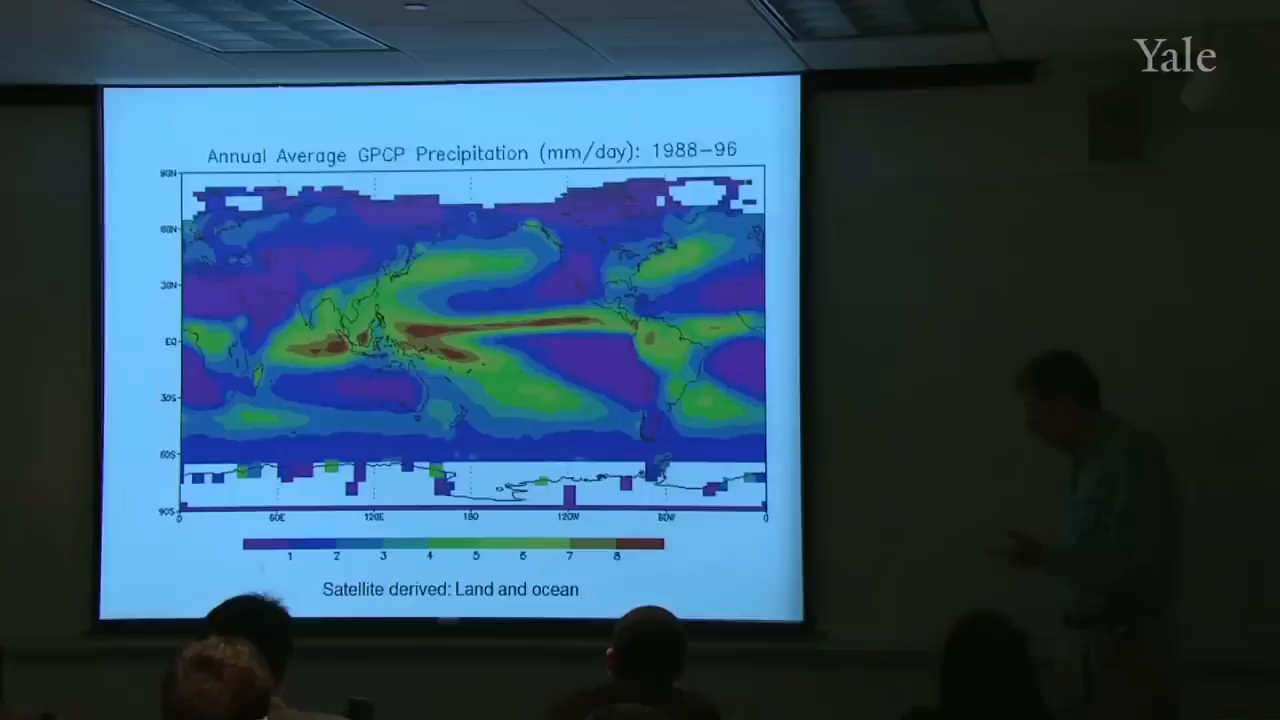 Yale
Annual Average GPCP Precipitation (mm/day): 1988-96
90N
60N
30N
EQ
30S
60S
90S
0 60E 120E 180 120W 60W 0
1 2 3 4 5 6 7 8
Satellite derived: Land and ocean